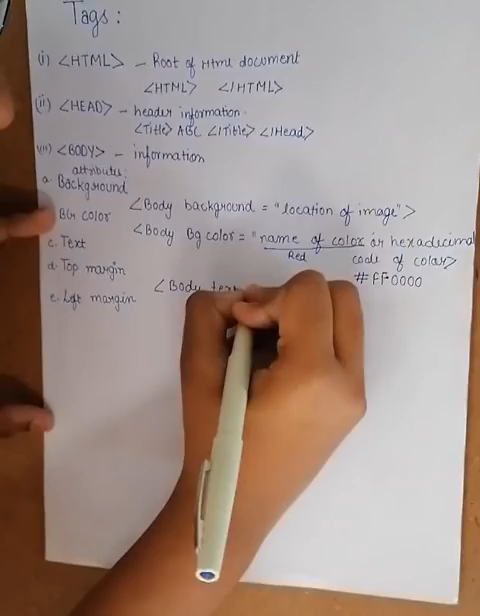 Tags :
(i) <HTML> - Root of Html document
<HTML> </HTML>
(ii) <HEAD> - header information.
<Title> ABC </Title> </Head>
(iii) <BODY> - information
attributes:
a. Background
<Body background = "location of image">
BG color
<Body Bg color = "name of color or hexadecimal
code of color>
Red
#FF0000
c. Text
d. Top margin
<Body text
e. Left margin